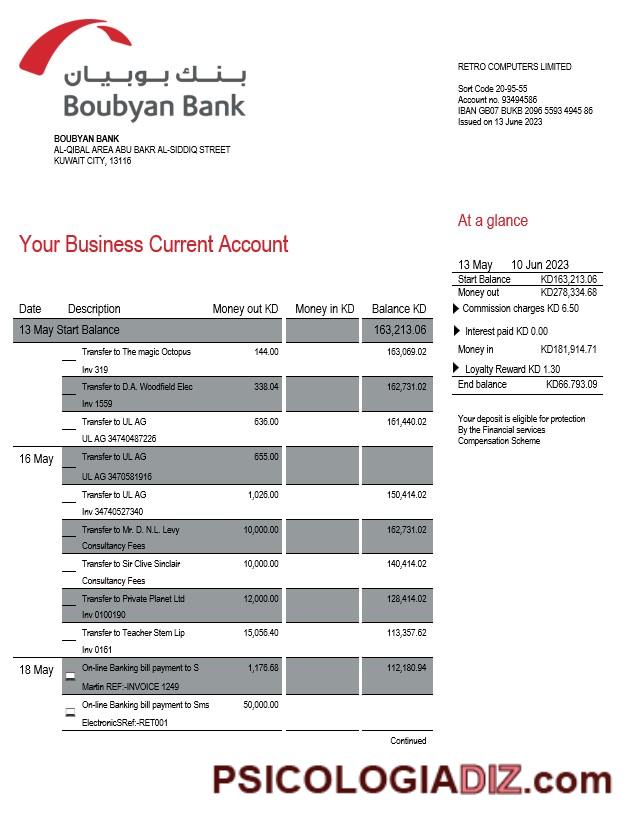 بنك بوبيان
Boubyan Bank
RETRO COMPUTERS LIMITED
Sort Code 20-95-55
Account no. 93494586
IBAN GB07 BUKB 2096 5593 4945 86
Issued on 13 June 2023
BOUBYAN BANK
AL-QIBAL AREA ABU BAKR AL-SIDDIQ STREET
KUWAIT CITY, 13116
At a glance
Your Business Current Account
13 May 10 Jun 2023
Start Balance KD163,213.06
Money out KD278,334.68
Commission charges KD 6.50
Interest paid KD 0.00
Money in KD181,914.71
Loyalty Reward KD 1.30
End balance KD66.793.09
Your deposit is eligible for protection
By the Financial services
Compensation Scheme
Date Description Money out KD Money in KD Balance KD
13 May Start Balance 163,213.06
Transfer to The magic Octopus 144.00 163,069.02
Inv 319
Transfer to D.A. Woodfield Elec 338.04 162,731.02
Inv 1559
Transfer to UL AG 636.00 161,440.02
UL AG 34740487226
16 May Transfer to UL AG 655.00
UL AG 3470581916
Transfer to UL AG 1,026.00 150,414.02
Inv 34740527340
Transfer to Mr. D. N.L. Levy 10,000.00 162,731.02
Consultancy Fees
Transfer to Sir Clive Sinclair 10,000.00 140,414.02
Consultancy Fees
Transfer to Private Planet Ltd 12,000.00 128,414.02
Inv 0100190
Transfer to Teacher Stem Lip 15,056.40 113,357.62
Inv 0161
18 May On-line Banking bill payment to S 1,176.68 112,180.94
Martin REF:-INVOICE 1249
On-line Banking bill payment to Sms 50,000.00
ElectronicSRef:-RET001
Continued
PSICOLOGIADIZ.com